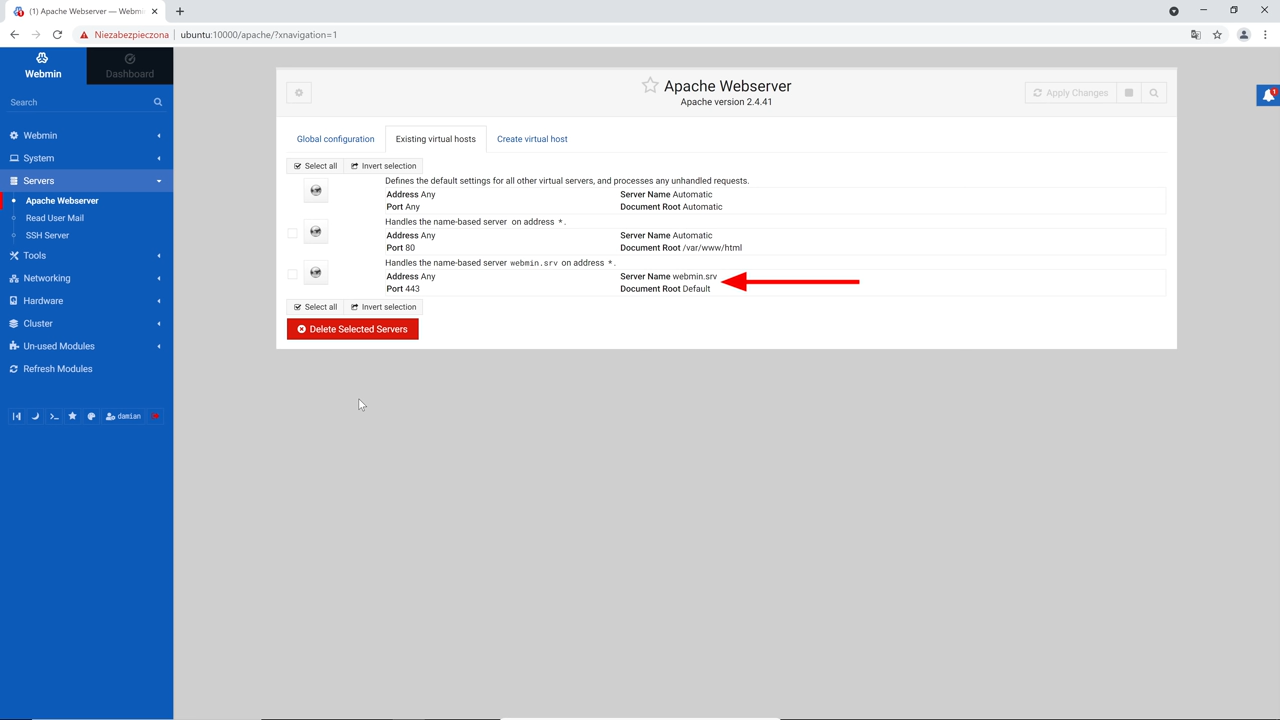 (1) Apache Webserver — Webmin
Niezabezpieczona
ubuntu:10000/apache/?xnavigation=1
Webmin
Dashboard
Search
Webmin
System
Servers
Apache Webserver
Read User Mail
SSH Server
Tools
Networking
Hardware
Cluster
Un-used Modules
Refresh Modules
damian
Apache Webserver
Apache version 2.4.41
Apply Changes
1
Global configuration
Existing virtual hosts
Create virtual host
Select all
Invert selection
Defines the default settings for all other virtual servers, and processes any unhandled requests.
Address Any
Server Name Automatic
Port Any
Document Root Automatic
Handles the name-based server on address *.
Address Any
Server Name Automatic
Port 80
Document Root /var/www/html
Handles the name-based server webmin.srv on address *.
Address Any
Server Name webmin.srv
Port 443
Document Root Default
Select all
Invert selection
Delete Selected Servers